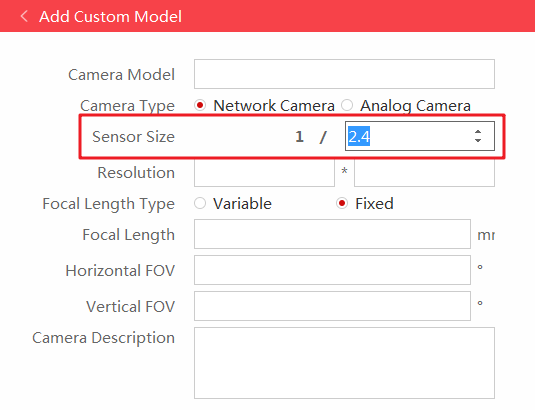 Add Custom Model
Camera Model
Camera Type Network Camera Analog Camera
Sensor Size 1 / 2.4
Resolution *
Focal Length Type Variable Fixed
Focal Length
Horizontal FOV °
Vertical FOV °
Camera Description